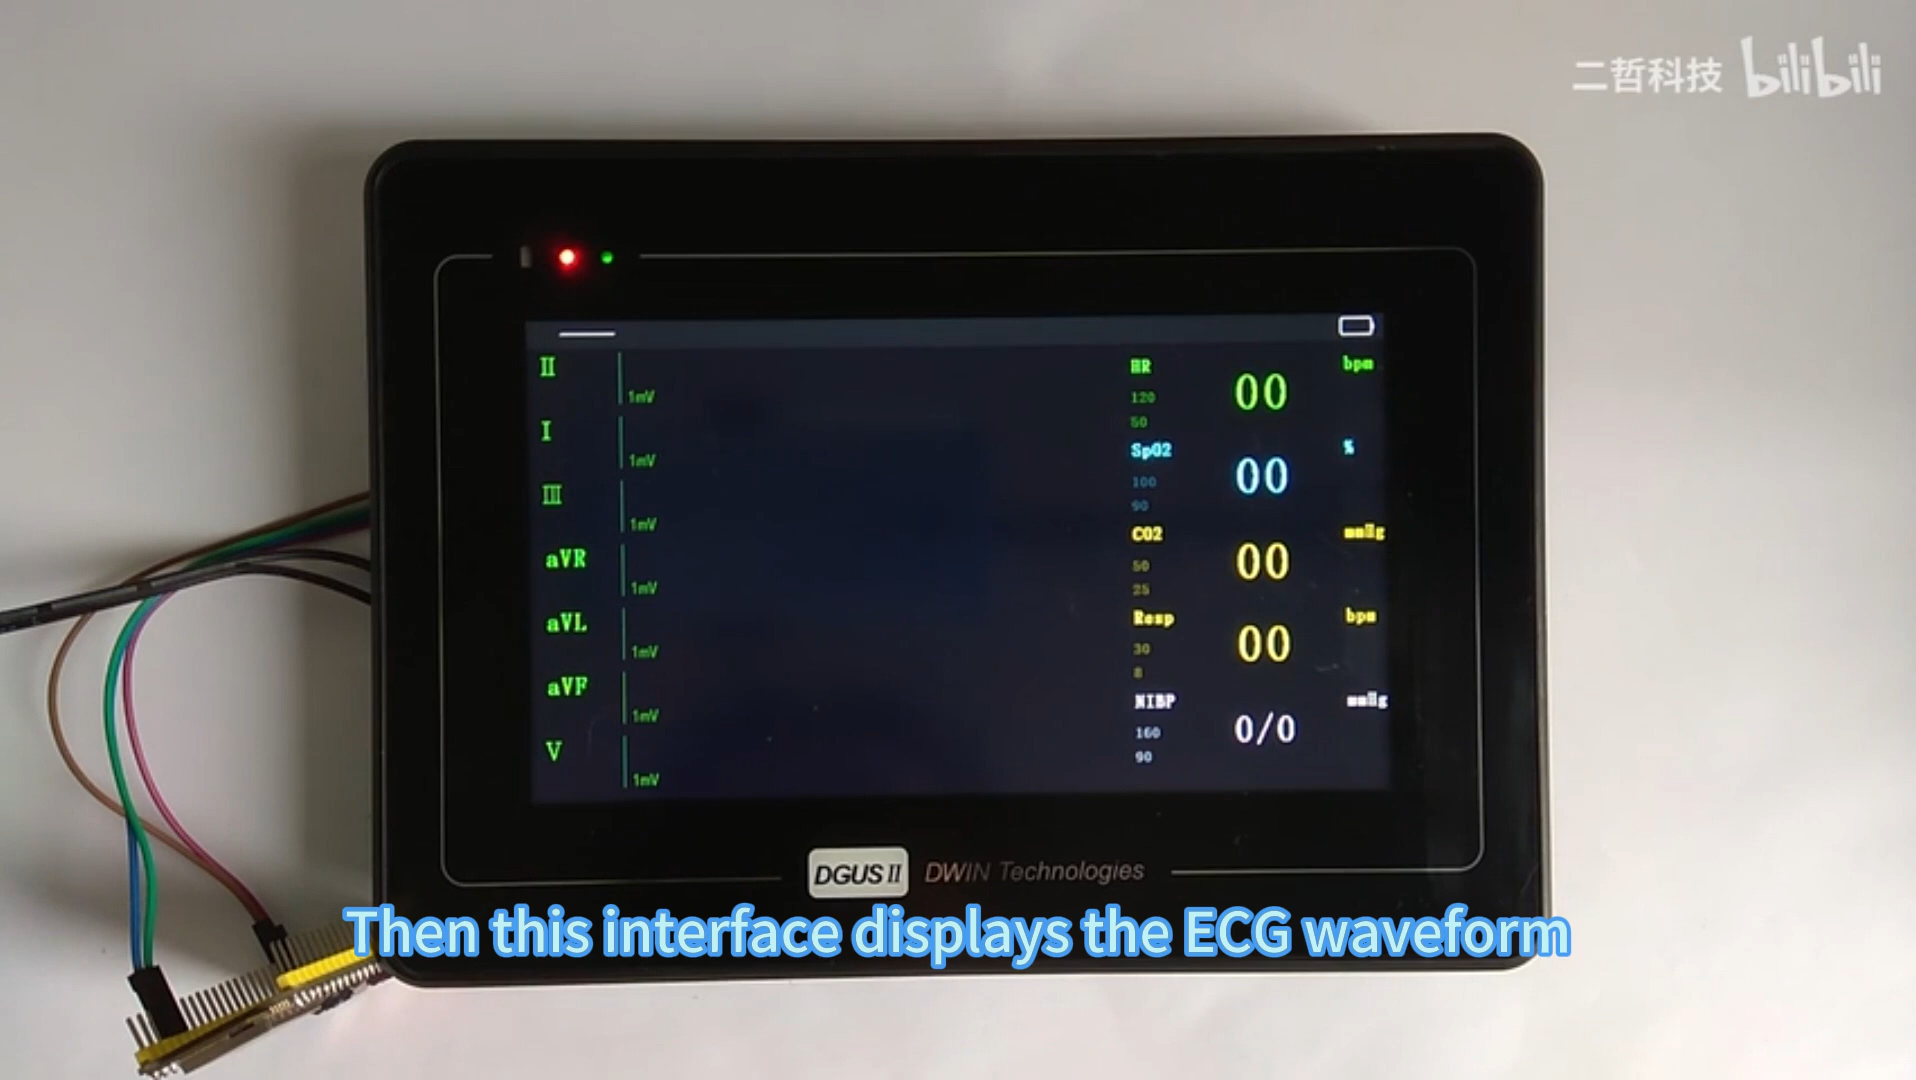 二哲科技 bilibili
II
1mV
I
1mV
III
1mV
aVR
1mV
aVL
1mV
aVF
1mV
V
1mV
HR
120
50
00
bpm
SpO2
100
90
00
%
CO2
50
25
00
mmHg
Resp
30
8
00
bpm
NIBP
160
90
0/0
mmHg
DGUS II DWIN Technologies
Then this interface displays the ECG waveform